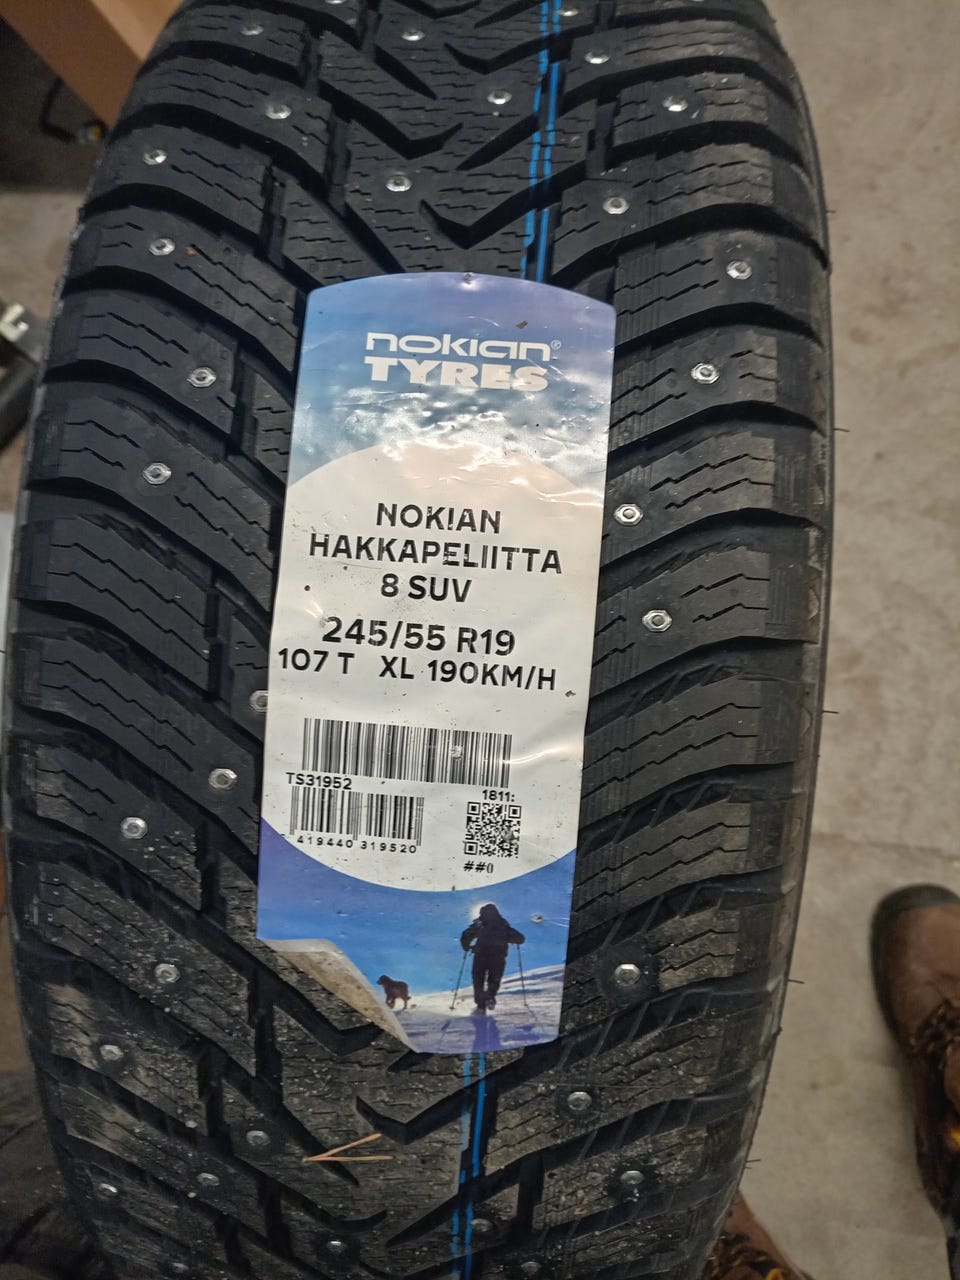 nokian®
TYRES
NOKIAN
HAKKAPELIITTA
8 SUV
245/55 R19
107 T XL 190KM/H
TS31952
1811:
419440 319520
##0